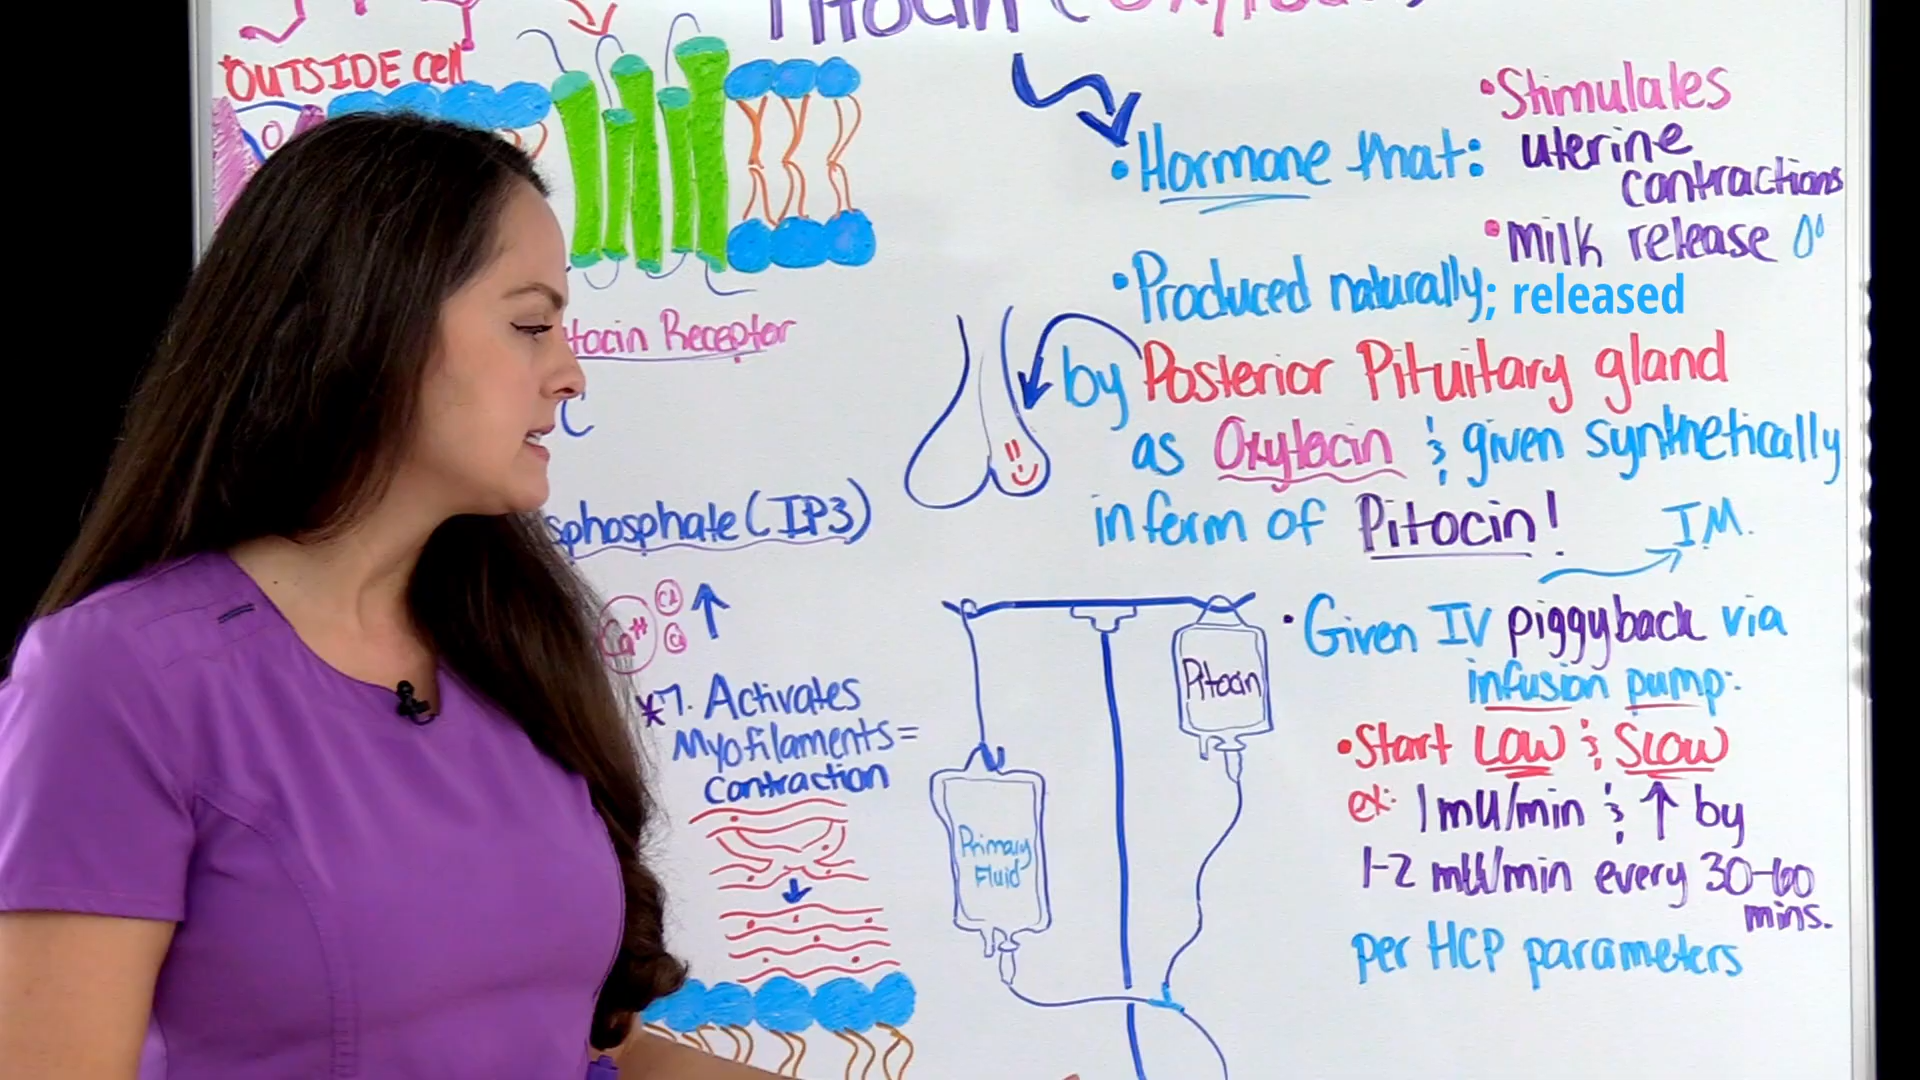 Pitocin (Oxytocin)
OUTSIDE cell
tocin Receptor
C
sphosphate (IP3)
Ca++
Ca
Ca
*7. Activates
Myofilaments =
Contraction
• Hormone that:
• Stimulates
uterine
contractions
• milk release
• Produced naturally; released
by Posterior Pituitary gland
as Oxytocin & given synthetically
in form of Pitocin!
I.M.
• Given IV piggyback via
infusion pump:
• Start LOW & SLOW
ex: 1 mU/min & ↑ by
1-2 mU/min every 30-60
mins.
per HCP parameters
Pitocin
Primary
Fluid